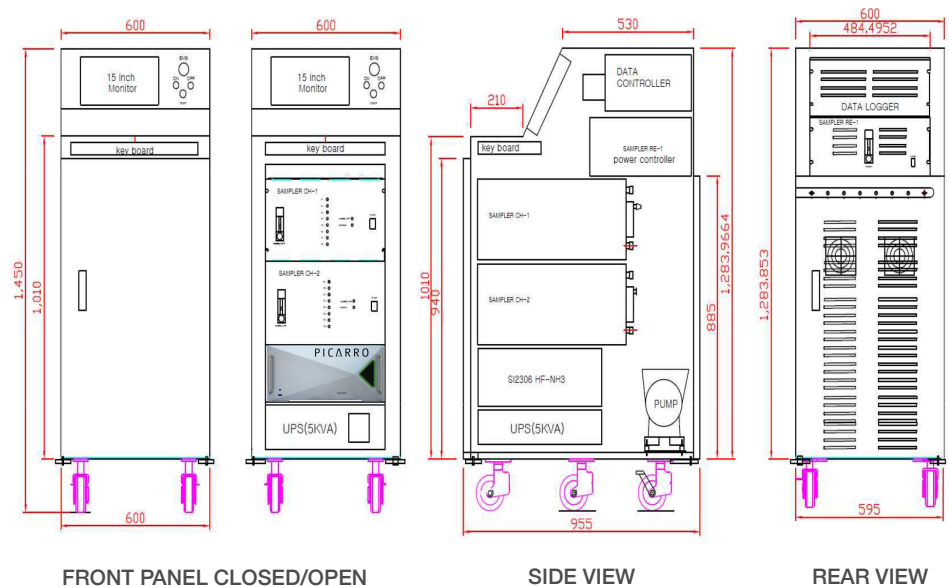 600
600
530
600
484,4952
EMS
ON OFF
15 inch
Monitor
15 inch
Monitor
DATA
CONTROLLER
DATA LOGGER
210
SAMPLER RE-1
key board
key board
key board
SAMPLER RE-1
power controller
SAMPLER CH-1
SAMPLER CH-1
SAMPLER CH-2
SAMPLER CH-2
1,450
1,010
1010
940
885
1,283,9664
1,283,853
PICARRO
SI2306 HF-NH3
PUMP
UPS(5KVA)
UPS(5KVA)
600
955
595
FRONT PANEL CLOSED/OPEN
SIDE VIEW
REAR VIEW